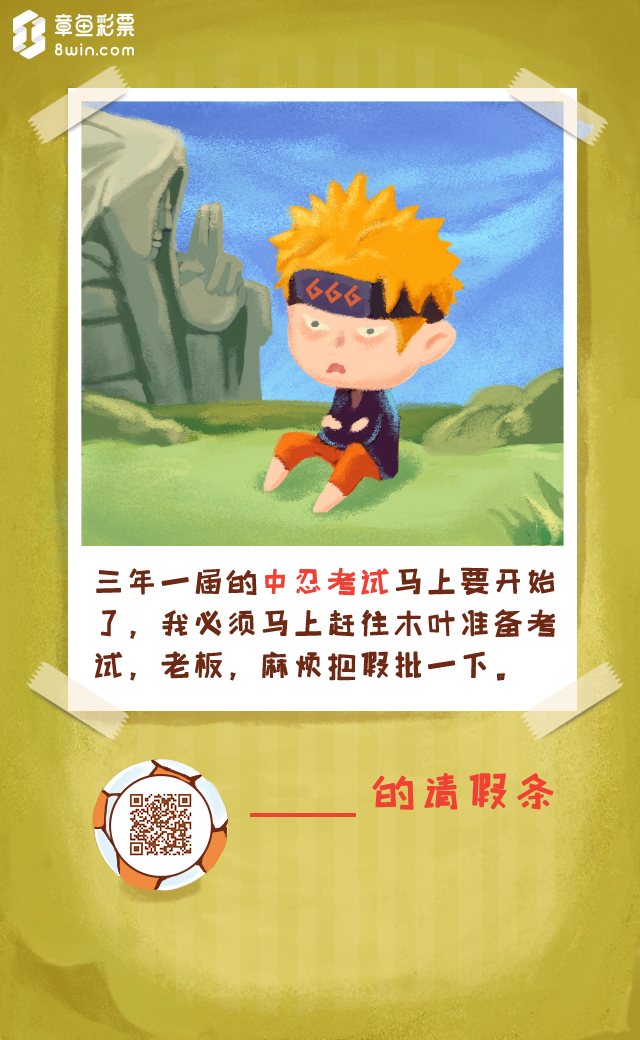 章鱼彩票
8win.com
666
三年一届的中忍考试马上要开始
了，我必须马上赶往木叶准备考
试，老板，麻烦把假批一下。
的请假条